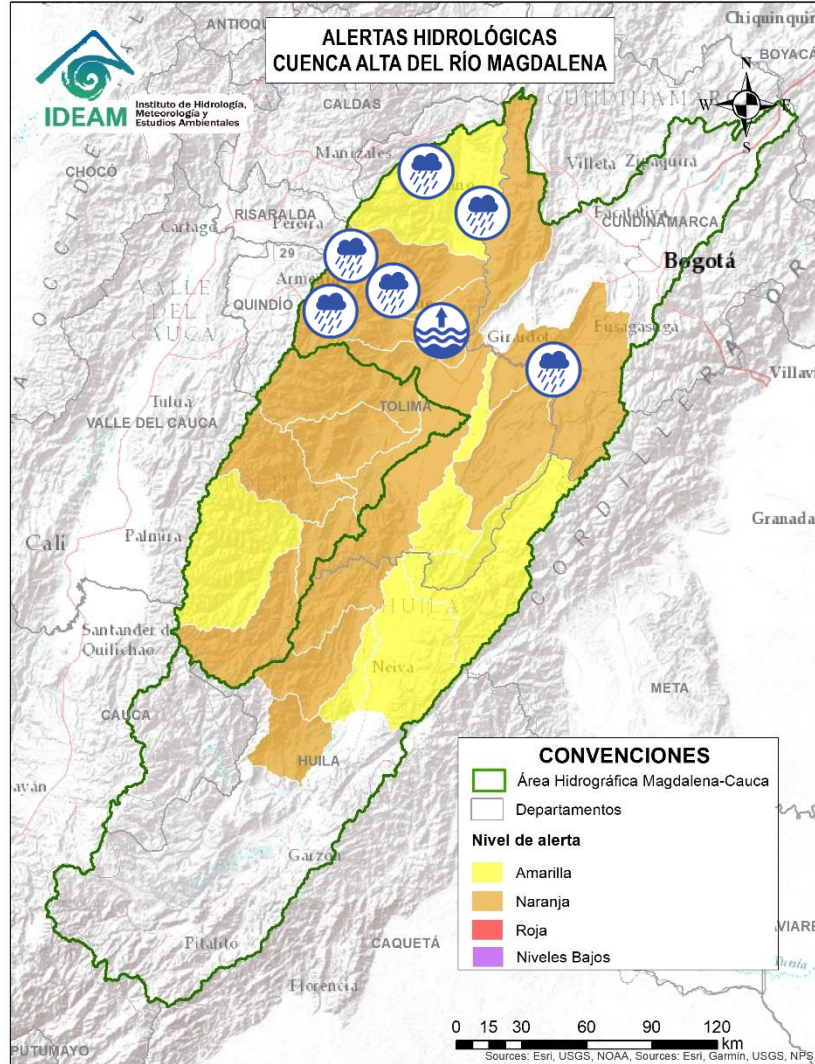 ALERTAS HIDROLÓGICAS
CUENCA ALTA DEL RÍO MAGDALENA
IDEAM
Instituto de Hidrología,
Meteorología y
Estudios Ambientales
N
W
E
S
Chiquinquir
BOYACÁ
CALDAS
Manizales
CHOCÓ
Villeta
Zipaquirá
RISARALDA
Pereira
Cartago
Facatativa
CUNDINAMARCA
Bogotá
29
QUINDÍO
VALLE
DEL
CAUCA
Girardot
Fusagasuga
Villavi
Tuluá
TOLIMA
VALLE DEL CAUCA
Palmira
Cali
Granada
CORDILLERA
Santander de
Quilichao
HUILA
Neiva
META
CAUCA
HUILA
Garzón
Pitalito
CAQUETÁ
Florencia
PUTUMAYO
CONVENCIONES
Área Hidrográfica Magdalena-Cauca
Departamentos
Nivel de alerta
Amarilla
Naranja
Roja
Niveles Bajos
0 15 30 60 90 120
km
Sources: Esri, USGS, NOAA, Sources: Esri, Garmin, USGS, NPS